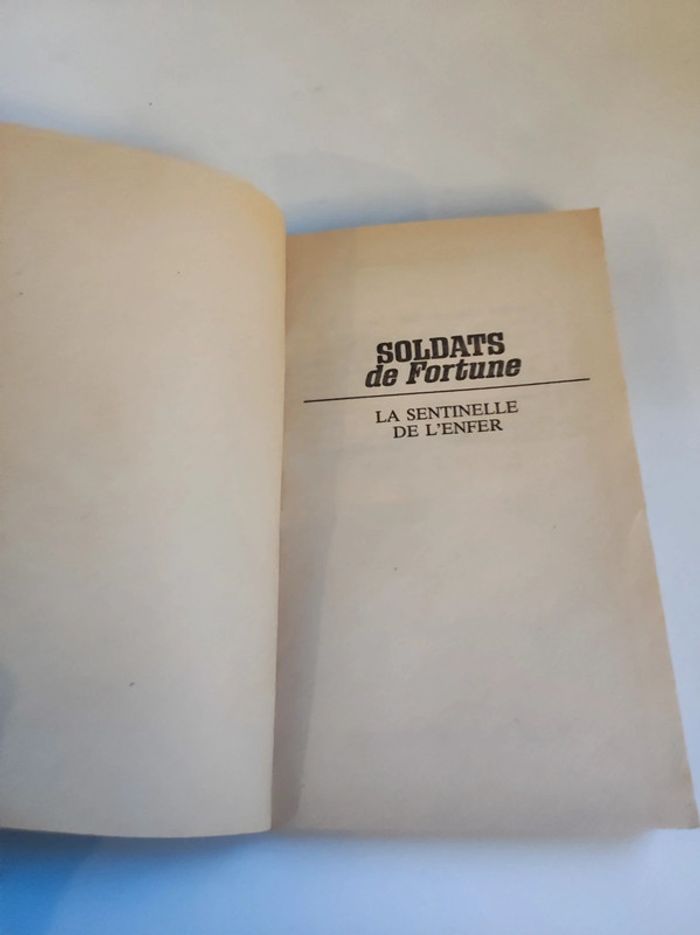 SOLDATS
de Fortune
LA SENTINELLE
DE L'ENFER